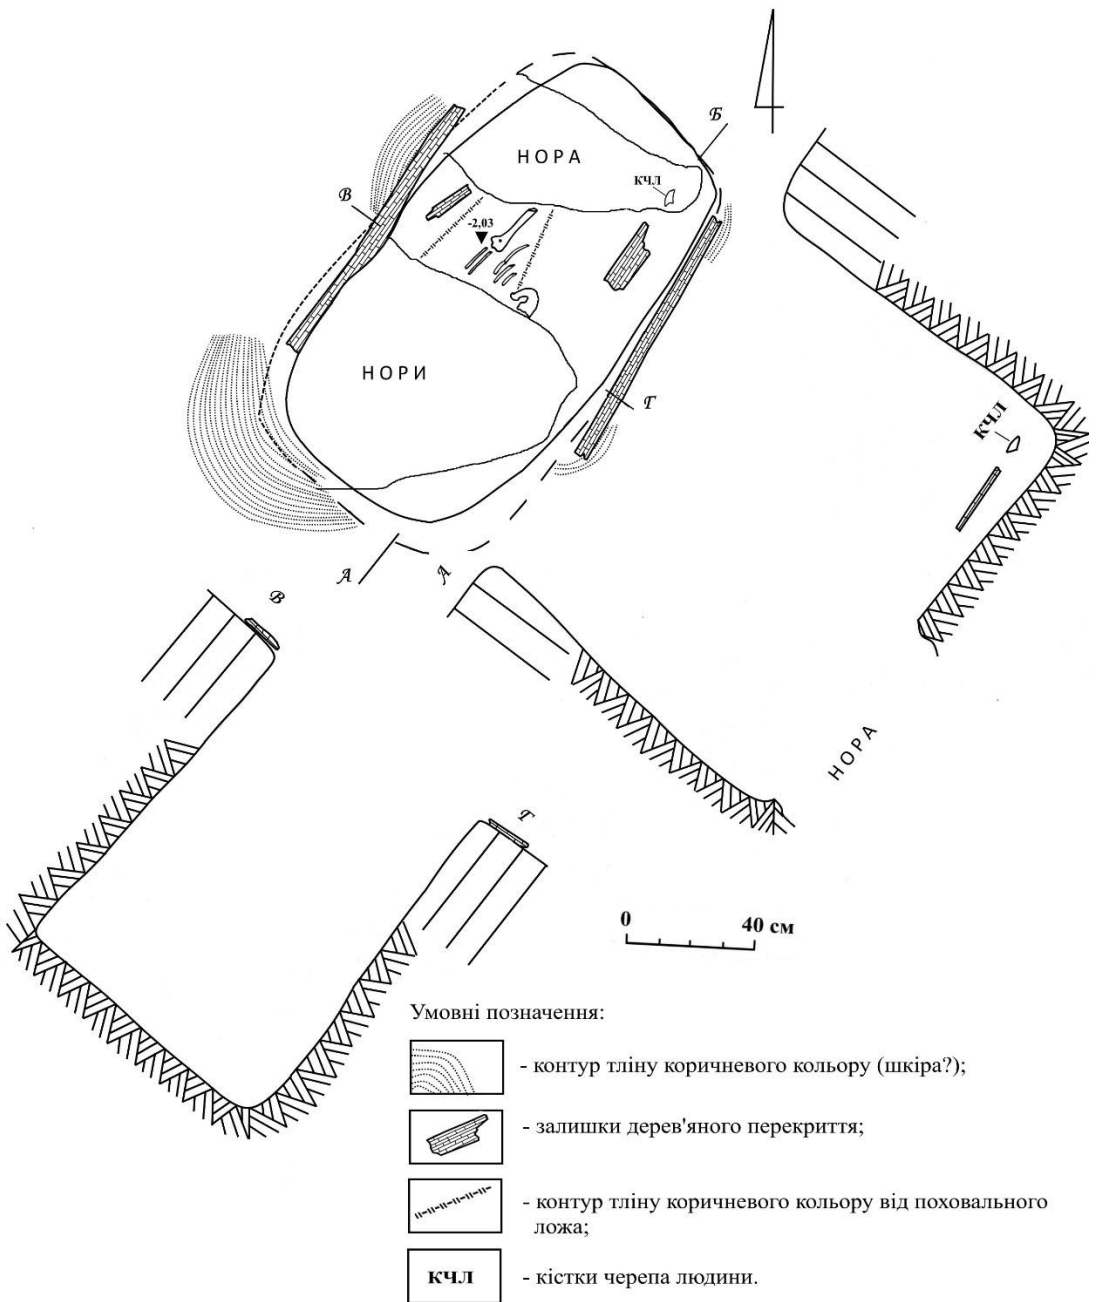 Б
НОРА
КЧЛ
В
-2,03
НОРИ
Г
КЧЛ
А
А
В
НОРА
Г
0
40 см
Умовні позначення:
- контур тліну коричневого кольору (шкіра?);
- залишки дерев'яного перекриття;
- контур тліну коричневого кольору від поховального
ложа;
КЧЛ
- кістки черепа людини.